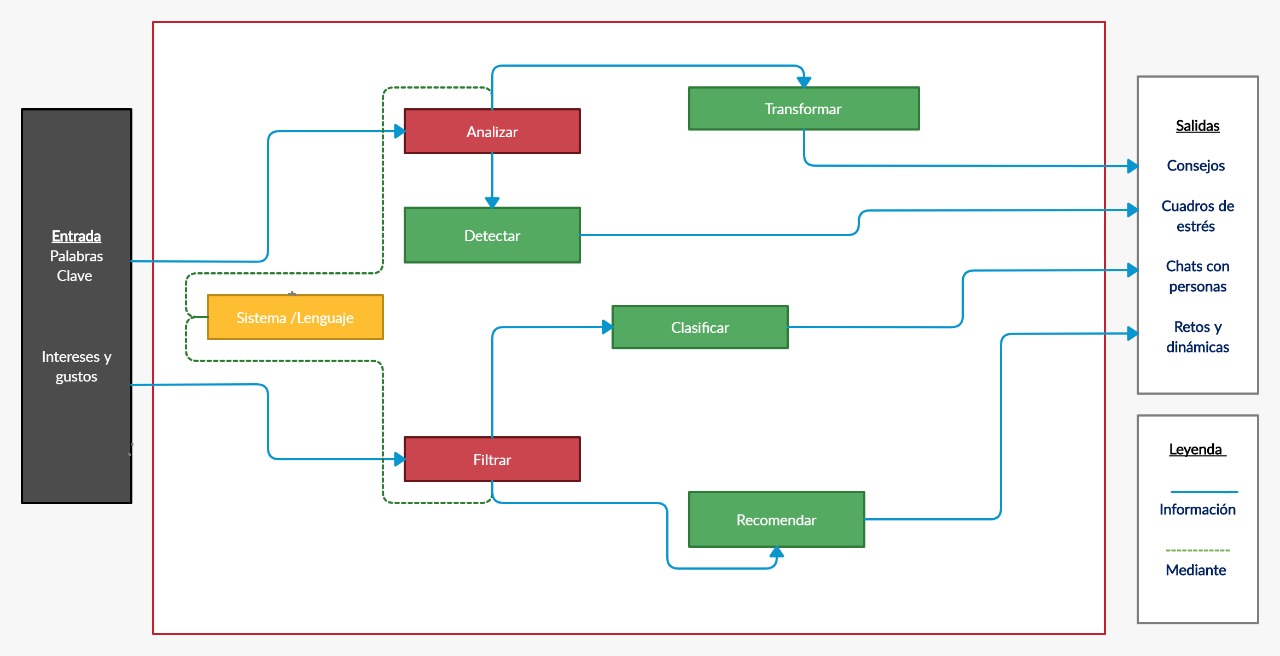 Entrada
Palabras
Clave
Intereses y
gustos
Analizar
Detectar
Sistema /Lenguaje
Filtrar
Transformar
Clasificar
Recomendar
Salidas
Consejos
Cuadros de
estrés
Chats con
personas
Retos y
dinámicas
Leyenda
Información
Mediante